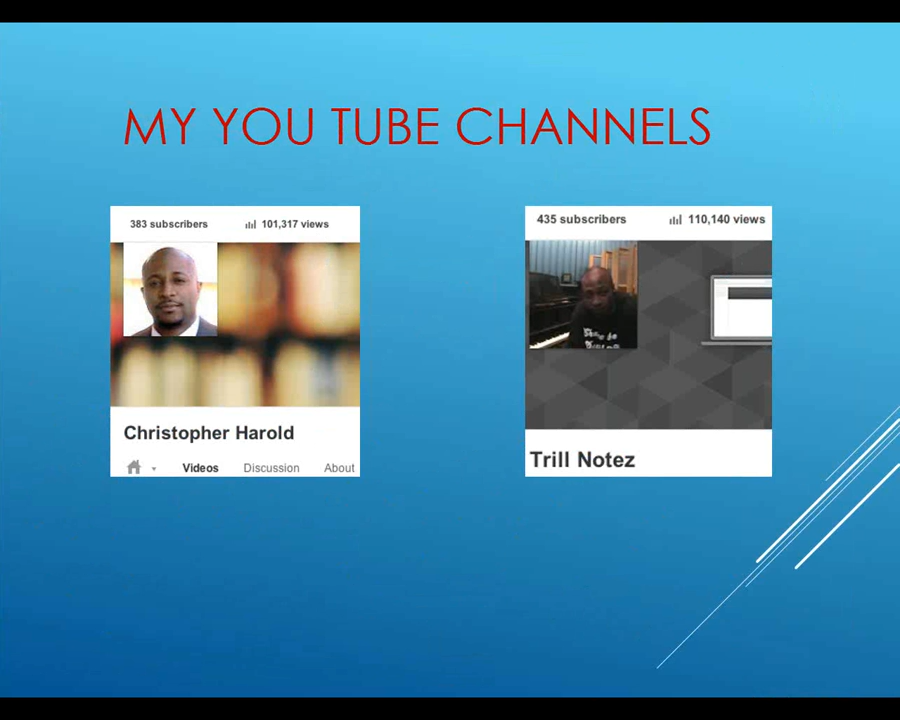 MY YOU TUBE CHANNELS
383 subscribers 101,317 views
Christopher Harold
Videos Discussion About
435 subscribers 110,140 views
Trill Notez